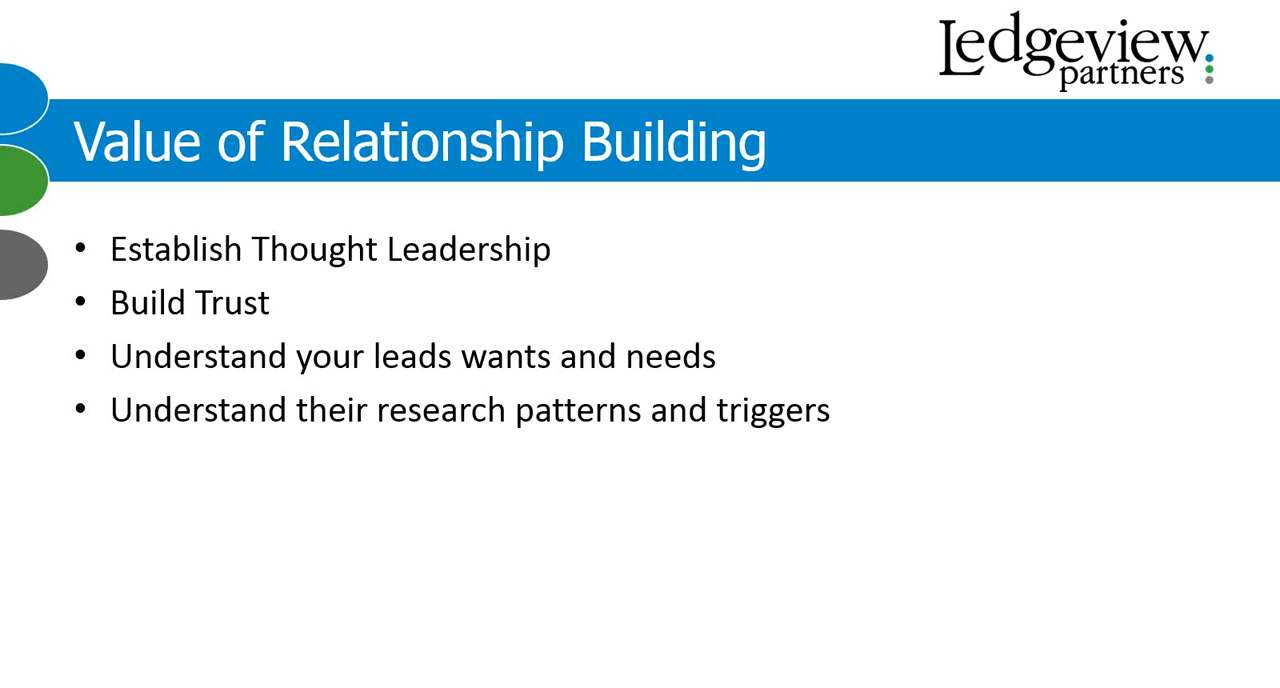 Ledgeview
partners
Value of Relationship Building
• Establish Thought Leadership
• Build Trust
• Understand your leads wants and needs
• Understand their research patterns and triggers